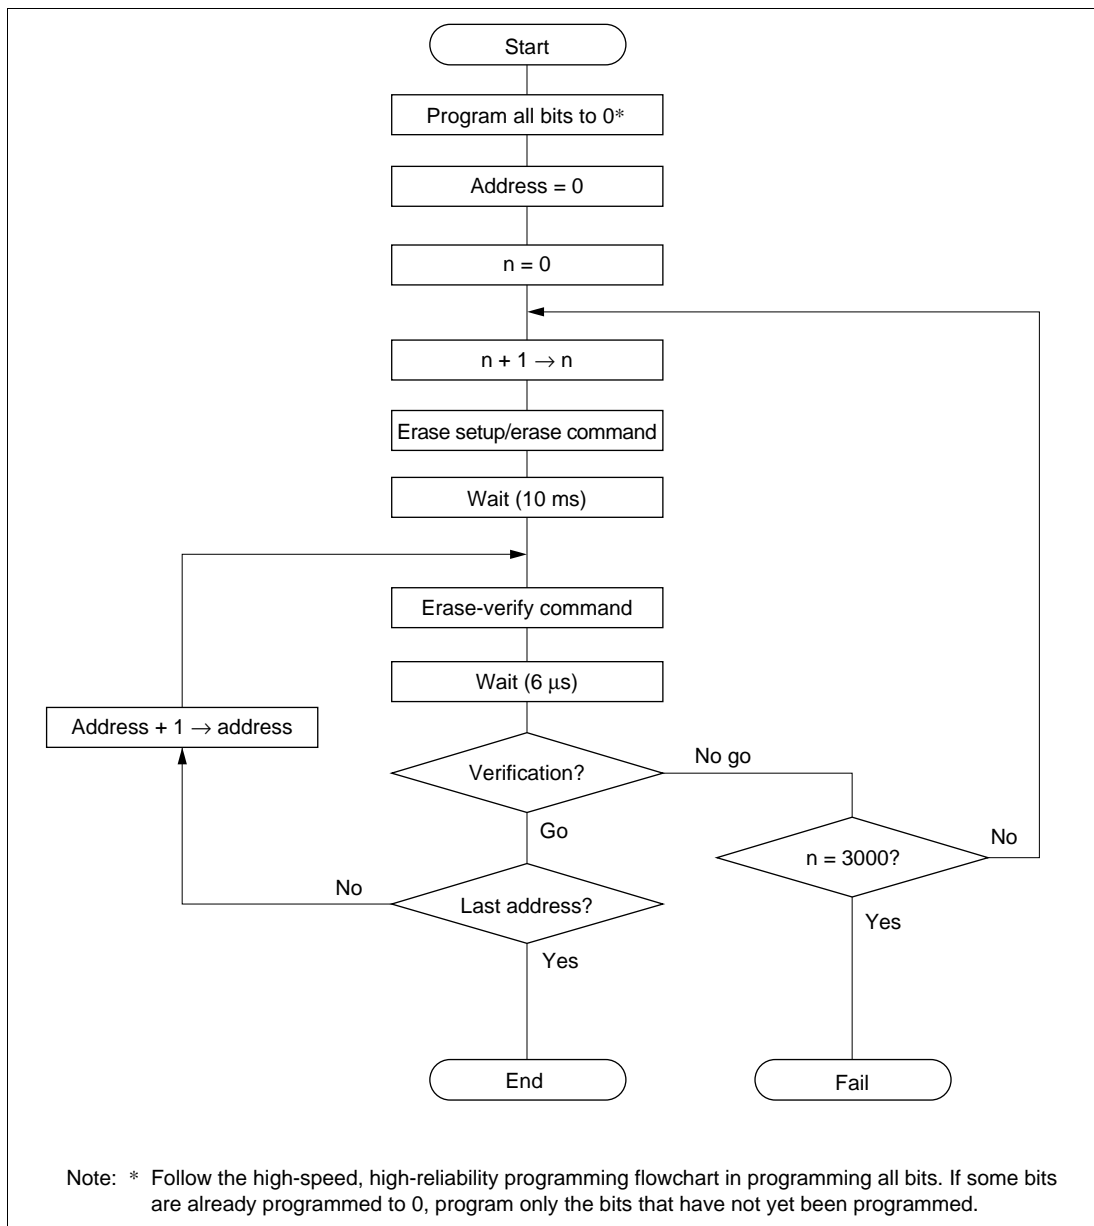 Start
Program all bits to 0*
Address = 0
n = 0
n + 1 → n
Erase setup/erase command
Wait (10 ms)
Erase-verify command
Wait (6 μs)
Address + 1 → address
Verification?
No go
Go
n = 3000?
No
No
Last address?
Yes
Yes
End
Fail
Note: * Follow the high-speed, high-reliability programming flowchart in programming all bits. If some bits
are already programmed to 0, program only the bits that have not yet been programmed.